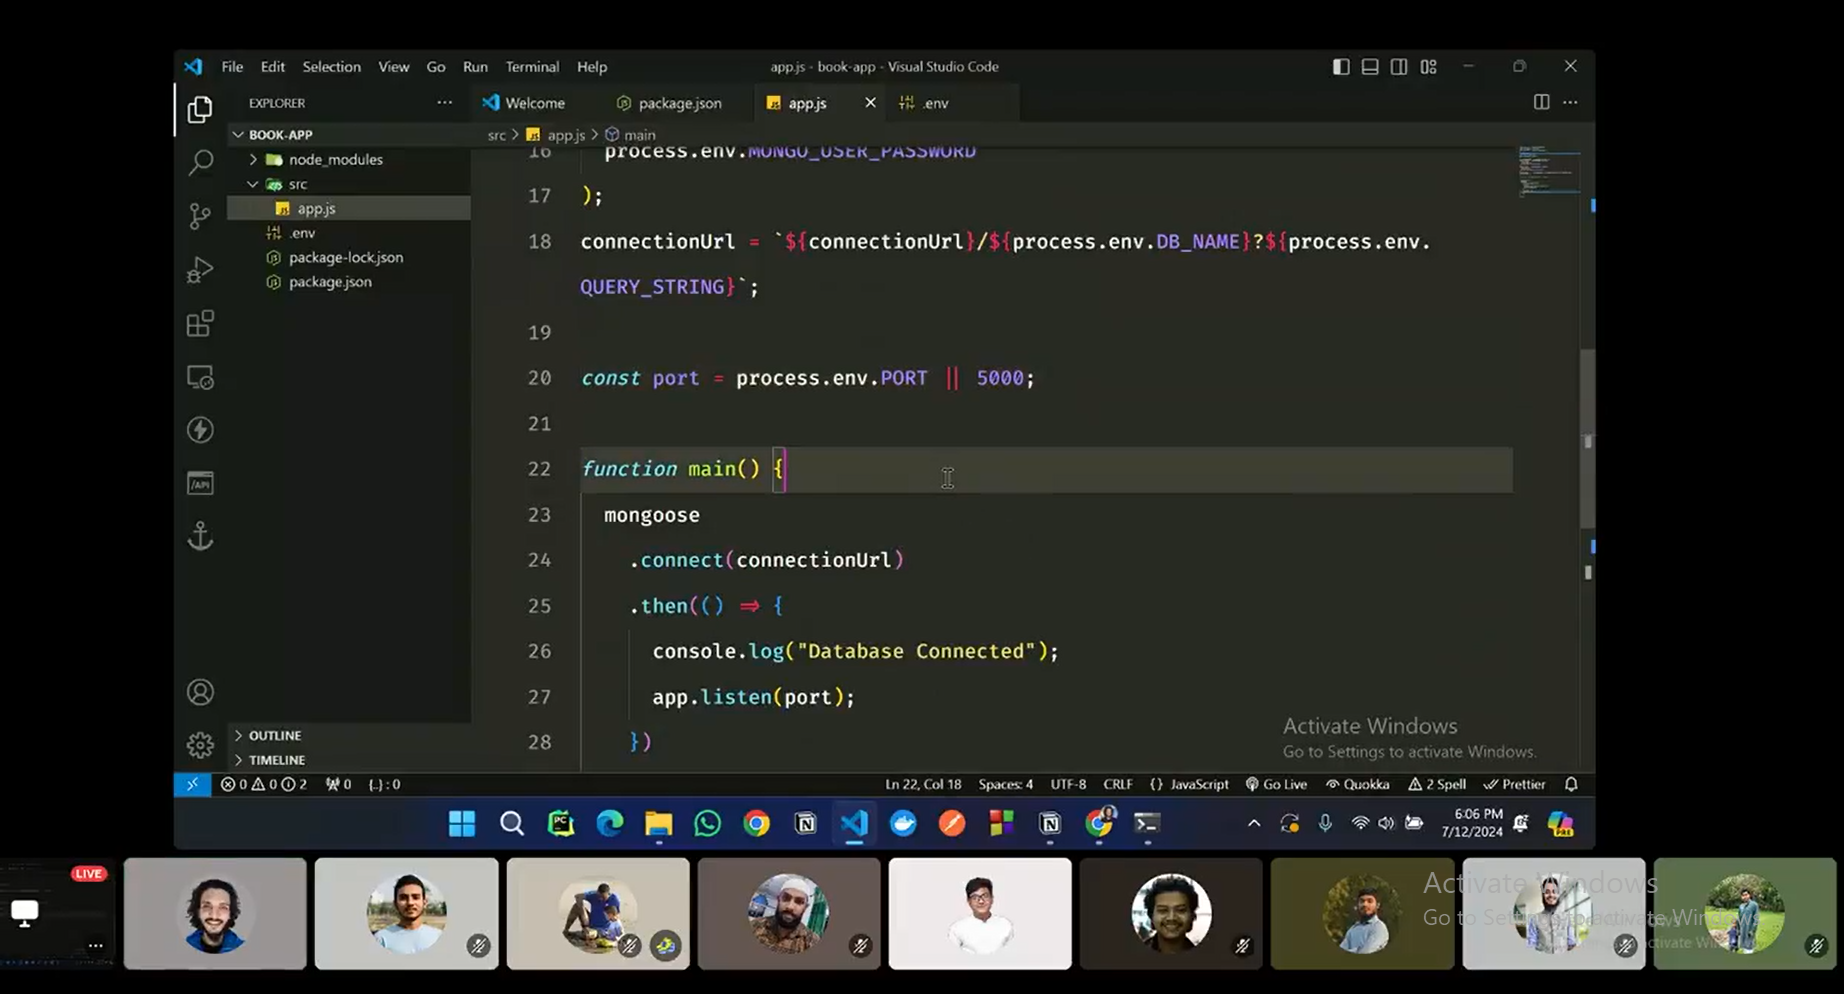 File Edit Selection View Go Run Terminal Help
app.js - book-app - Visual Studio Code
EXPLORER
Welcome package.json app.js .env
BOOK-APP
node_modules
src
app.js
.env
package-lock.json
package.json
OUTLINE
TIMELINE
src > app.js > main
16 process.env.MONGO_USER_PASSWORD
17 );
18 connectionUrl = `${connectionUrl}/${process.env.DB_NAME}?${process.env.
QUERY_STRING}`;
19
20 const port = process.env.PORT || 5000;
21
22 function main() {
23 mongoose
24 .connect(connectionUrl)
25 .then(() => {
26 console.log("Database Connected");
27 app.listen(port);
28 })
Activate Windows
Go to Settings to activate Windows.
0 0 2 0 {..} : 0 Ln 22, Col 18 Spaces: 4 UTF-8 CRLF {} JavaScript Go Live Quokka 2 Spell Prettier
6:06 PM
7/12/2024
LIVE
Activate Windows
Go to Settings to activate Windows.